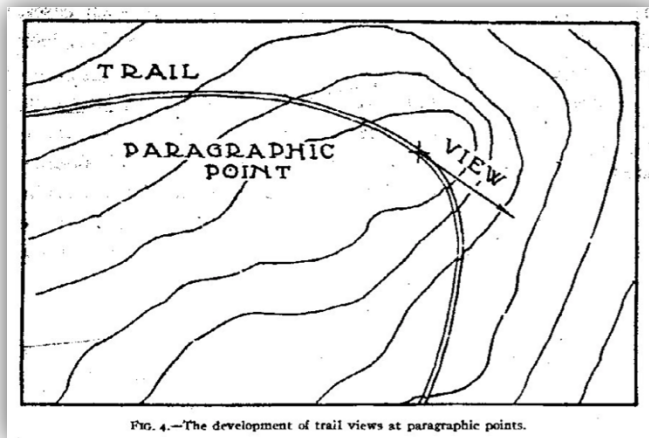 TRAIL
PARAGRAPHIC
POINT
VIEW
FIG. 4.—The development of trail views at paragraphic points.